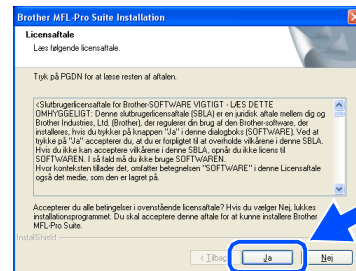 Brother MFL-Pro Suite Installation
Licensaftale
Læs følgende licensaftale.
Tryk på PGDN for at læse resten af aftalen.
<Slutbrugerlicensaftale for Brother-SOFTWARE VIGTIGT - LÆS DETTE
OMHYGGELIGT: Denne slutbrugerlicensaftale (SBLA) er en juridisk aftale mellem dig og
Brother Industries, Ltd. (Brother), der regulerer din brug af den Brother-software, der
installeres, hvis du trykker på knappen "Ja" i denne dialogboks (SOFTWARE). Ved at
trykke på "Ja" accepterer du, at du er forpligtet til at overholde vilkårene i denne SBLA.
Hvis du ikke kan acceptere vilkårene i denne SBLA, opnår du ikke licens til
SOFTWAREN. I så fald må du ikke bruge SOFTWAREN.
Hvor konteksten tillader det, omfatter betegnelsen "SOFTWARE" i denne Licensaftale
også det medie, som den er lagret på.
Accepterer du alle betingelser i ovenstående licensaftale? Hvis du vælger Nej, lukkes
installationsprogrammet. Du skal acceptere denne aftale for at kunne installere Brother
MFL-Pro Suite.
InstallShield
< Tilbage
Ja
Nej